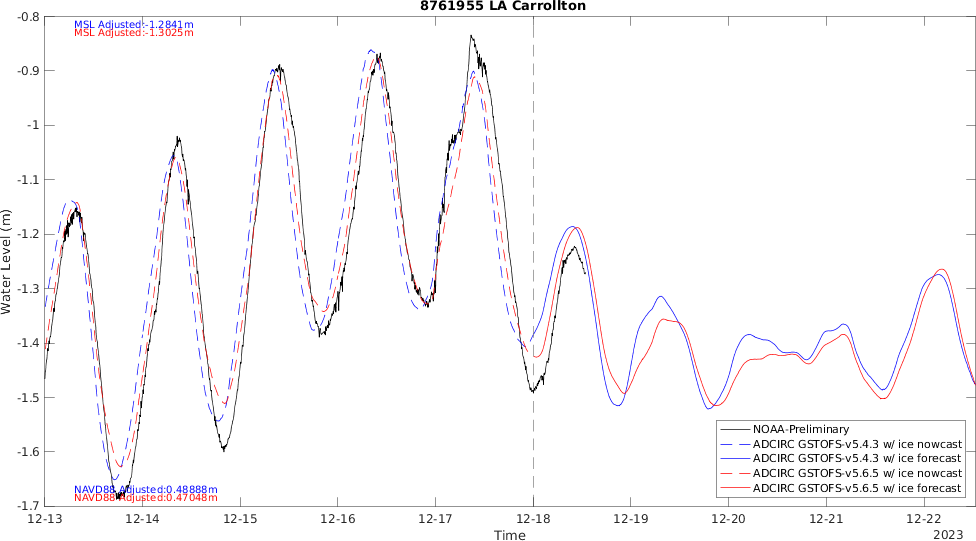 8761955 LA Carrollton
MSL Adjusted:-1.2841m
MSL Adjusted:-1.3025m
-0.8
-0.9
-1
-1.1
-1.2
-1.3
-1.4
-1.5
-1.6
-1.7
Water Level (m)
NAVD88 Adjusted:0.48888m
NAVD88 Adjusted:0.47048m
NOAA-Preliminary
ADCIRC GSTOFS-v5.4.3 w/ ice nowcast
ADCIRC GSTOFS-v5.4.3 w/ ice forecast
ADCIRC GSTOFS-v5.6.5 w/ ice nowcast
ADCIRC GSTOFS-v5.6.5 w/ ice forecast
12-13 12-14 12-15 12-16 12-17 12-18 12-19 12-20 12-21 12-22
Time
2023